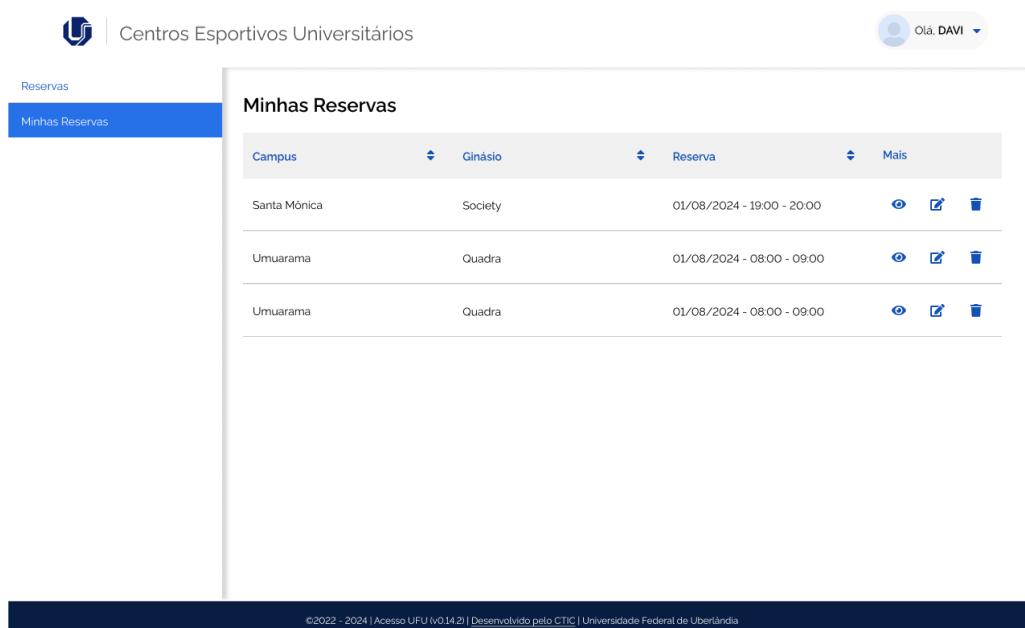 Centros Esportivos Universitários
Olá, DAVI
Reservas
Minhas Reservas
Minhas Reservas
Campus Ginásio Reserva Mais
Santa Mônica Society 01/08/2024 - 19:00 - 20:00
Umuarama Quadra 01/08/2024 - 08:00 - 09:00
Umuarama Quadra 01/08/2024 - 08:00 - 09:00
©2022 - 2024 | Acesso UFU (v0.14.2) | Desenvolvido pelo CTIC | Universidade Federal de Uberlândia